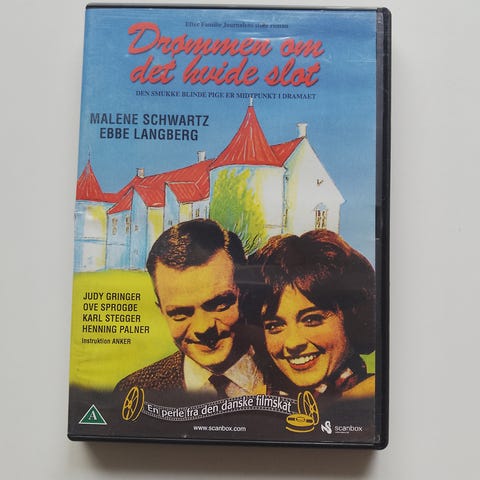 Efter Familie Journalens store roman
Drømmen om
det hvide slot
DEN SMUKKE BLINDE PIGE ER MIDTPUNKT I DRAMAET
MALENE SCHWARTZ
EBBE LANGBERG
JUDY GRINGER
OVE SPROGØE
KARL STEGGER
HENNING PALNER
Instruktion ANKER
A
En perle fra den danske filmskat
www.scanbox.com
scanbox